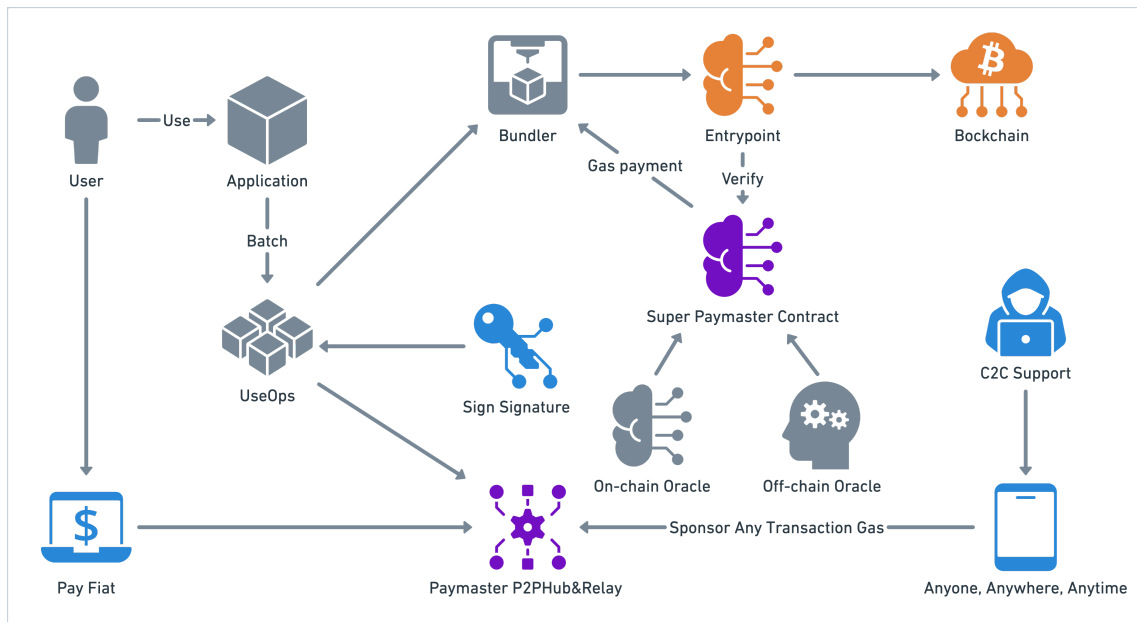 Use
Bundler
Entrypoint
Bockchain
User
Application
Gas payment
Verify
Batch
Super Paymaster Contract
UseOps
Sign Signature
C2C Support
On-chain Oracle
Off-chain Oracle
$
Sponsor Any Transaction Gas
Pay Fiat
Paymaster P2PHub&Relay
Anyone, Anywhere, Anytime